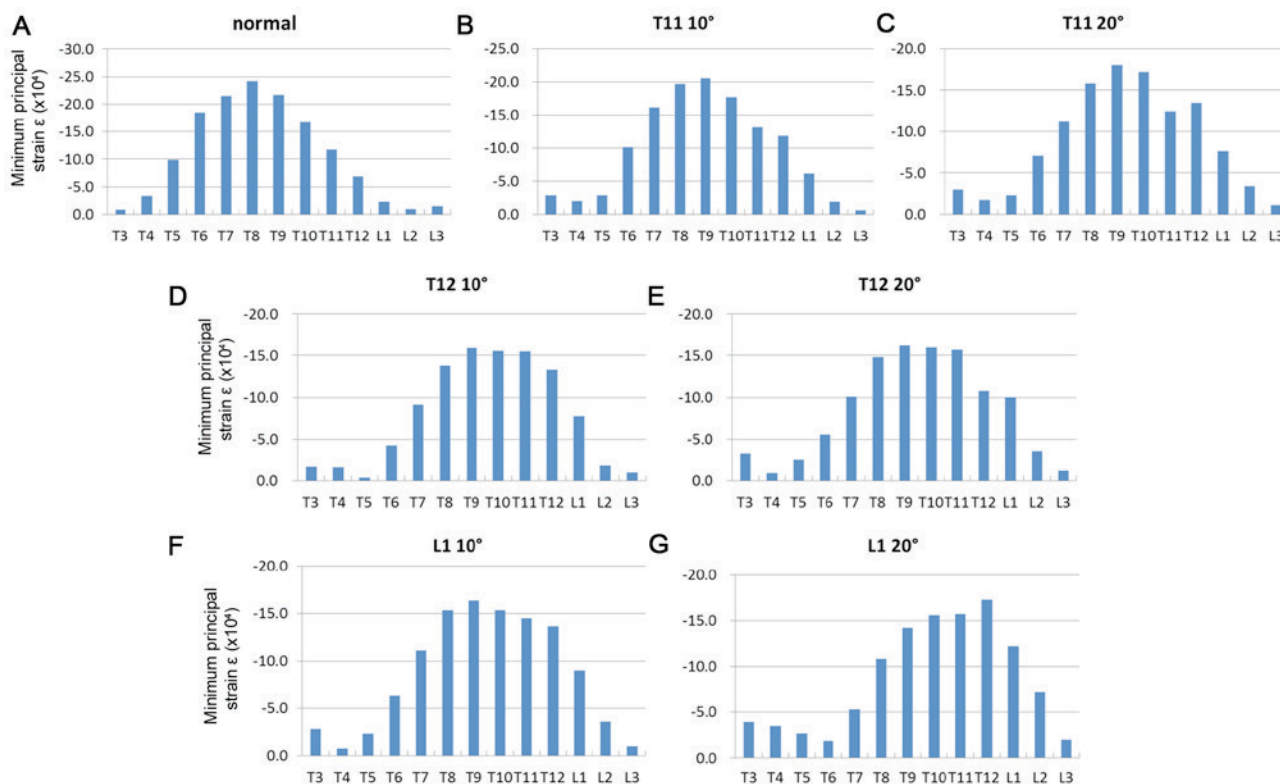 A
normal
Minimum principal
strain ε (x10⁴)
-30.0
-25.0
-20.0
-15.0
-10.0
-5.0
0.0
T3 T4 T5 T6 T7 T8 T9 T10 T11 T12 L1 L2 L3
B
T11 10°
-25.0
-20.0
-15.0
-10.0
-5.0
0.0
T3 T4 T5 T6 T7 T8 T9 T10 T11 T12 L1 L2 L3
C
T11 20°
-20.0
-15.0
-10.0
-5.0
0.0
T3 T4 T5 T6 T7 T8 T9 T10 T11 T12 L1 L2 L3
D
T12 10°
Minimum principal
strain ε (x10⁴)
-20.0
-15.0
-10.0
-5.0
0.0
T3 T4 T5 T6 T7 T8 T9 T10 T11 T12 L1 L2 L3
E
T12 20°
-20.0
-15.0
-10.0
-5.0
0.0
T3 T4 T5 T6 T7 T8 T9 T10 T11 T12 L1 L2 L3
F
L1 10°
Minimum principal
strain ε (x10⁴)
-20.0
-15.0
-10.0
-5.0
0.0
T3 T4 T5 T6 T7 T8 T9 T10 T11 T12 L1 L2 L3
G
L1 20°
-20.0
-15.0
-10.0
-5.0
0.0
T3 T4 T5 T6 T7 T8 T9 T10 T11 T12 L1 L2 L3